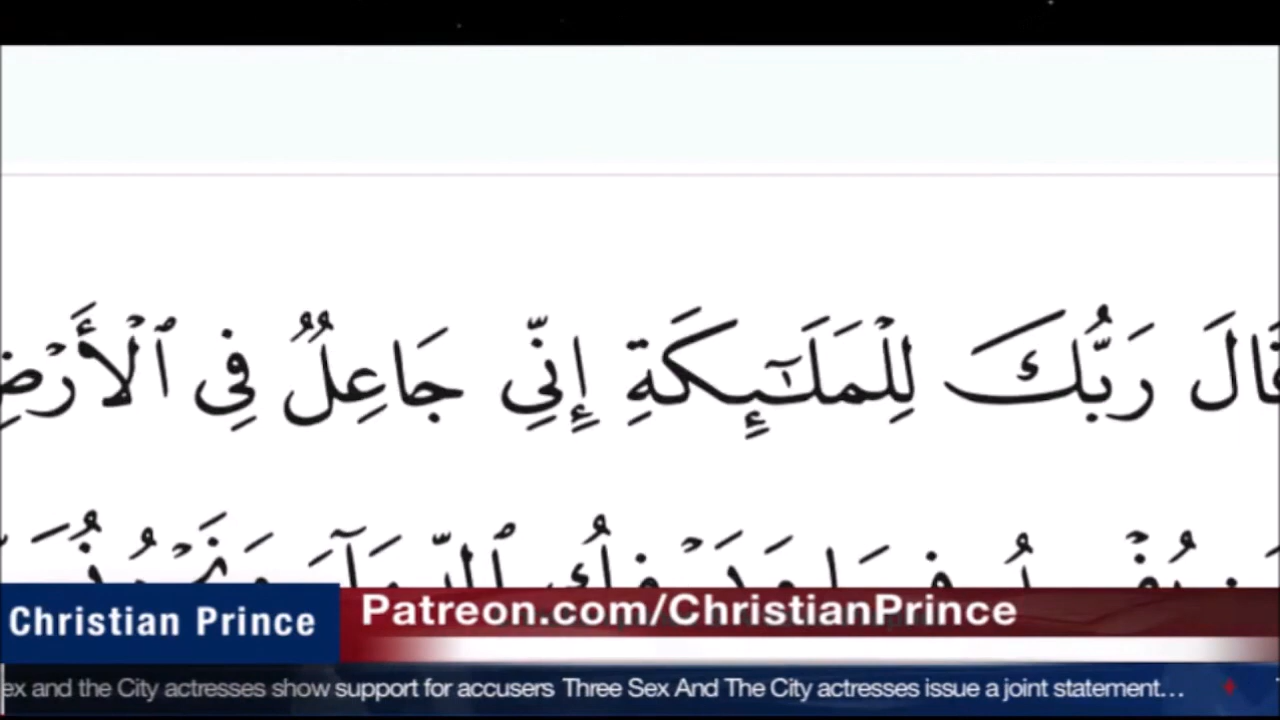 قَالَ رَبُّكَ لِلْمَلَـٰٓئِكَةِ إِنِّى جَاعِلٌ فِى ٱلْأَرْضِ
Christian Prince
Patreon.com/ChristianPrince
ex and the City actresses show support for accusers Three Sex And The City actresses issue a joint statement...